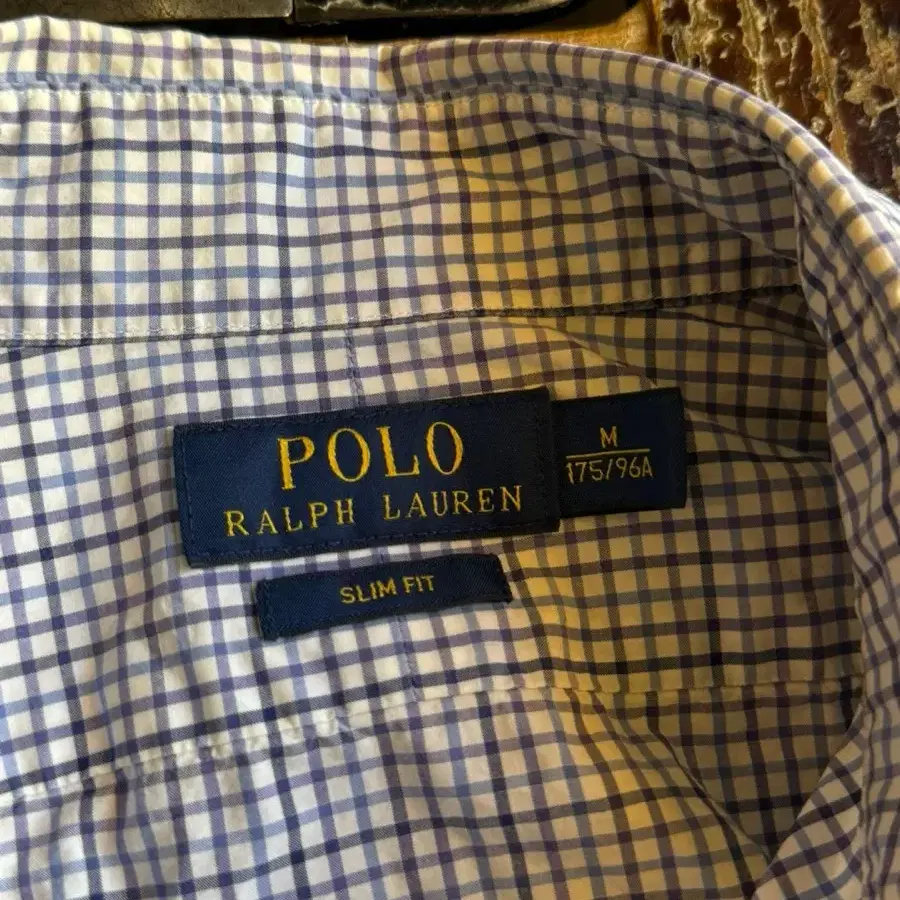 POLO
RALPH LAUREN
M
175/96A
SLIM FIT